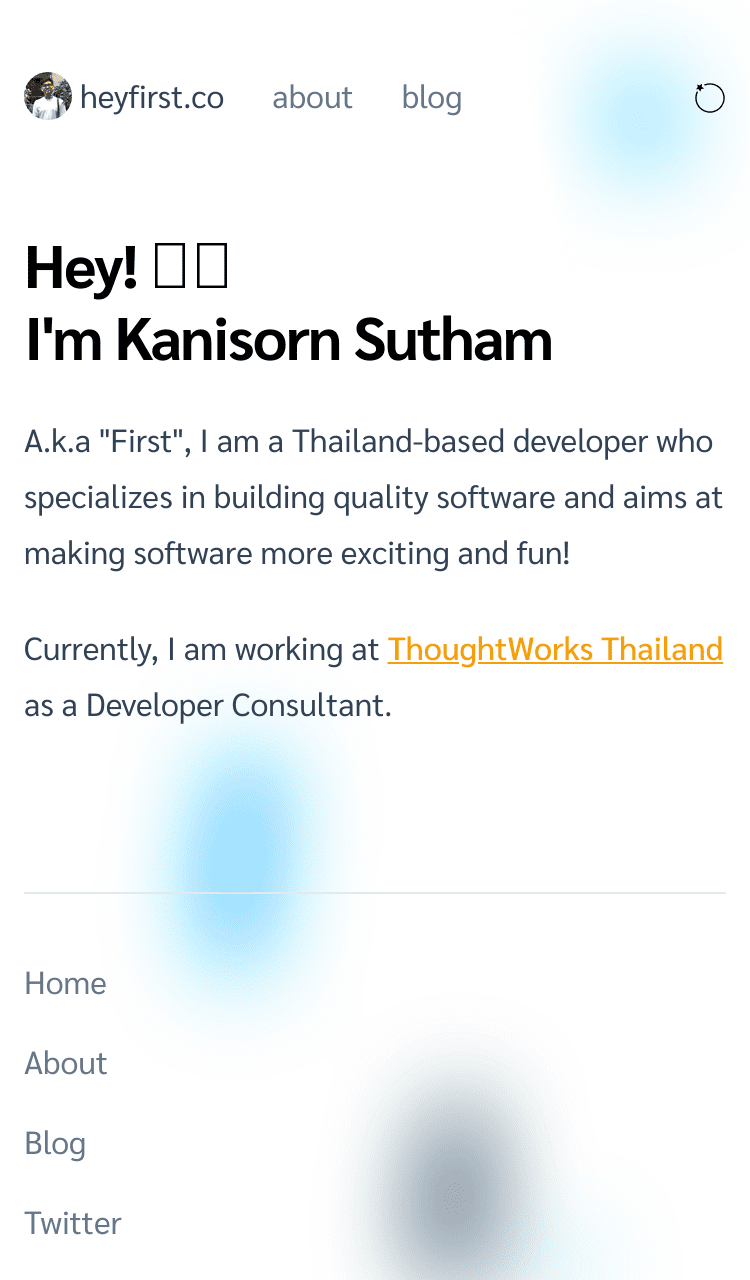 heyfirst.co about blog
Hey!
I'm Kanisorn Sutham
A.k.a "First", I am a Thailand-based developer who
specializes in building quality software and aims at
making software more exciting and fun!
Currently, I am working at ThoughtWorks Thailand
as a Developer Consultant.
Home
About
Blog
Twitter